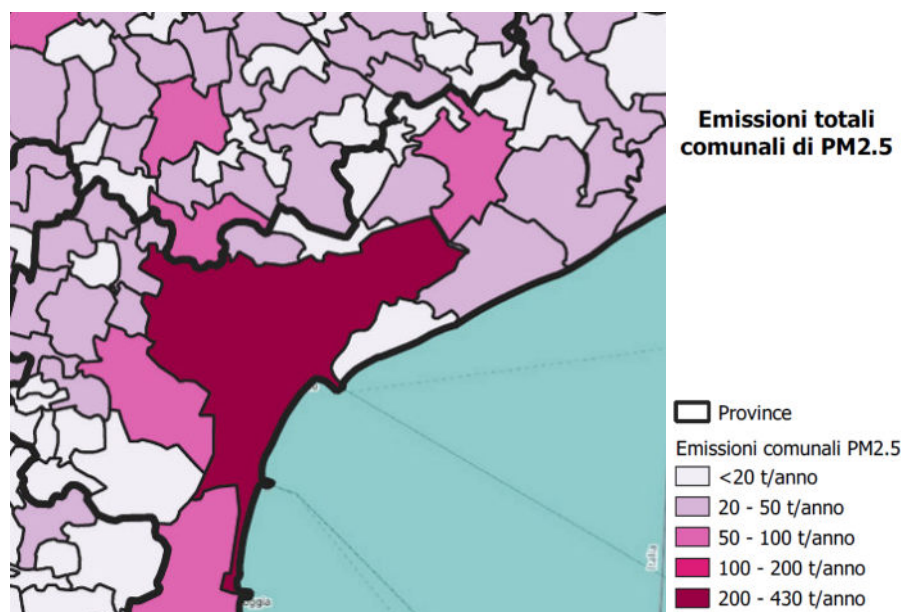 Emissioni totali
comunali di PM2.5
Province
Emissioni comunali PM2.5
<20 t/anno
20 - 50 t/anno
50 - 100 t/anno
100 - 200 t/anno
200 - 430 t/anno
Italia